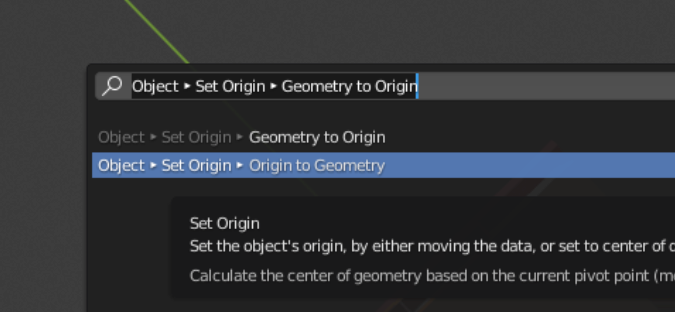 Object ▸ Set Origin ▸ Geometry to Origin
Object ▸ Set Origin ▸ Geometry to Origin
Object ▸ Set Origin ▸ Origin to Geometry
Set Origin
Set the object's origin, by either moving the data, or set to center of
Calculate the center of geometry based on the current pivot point